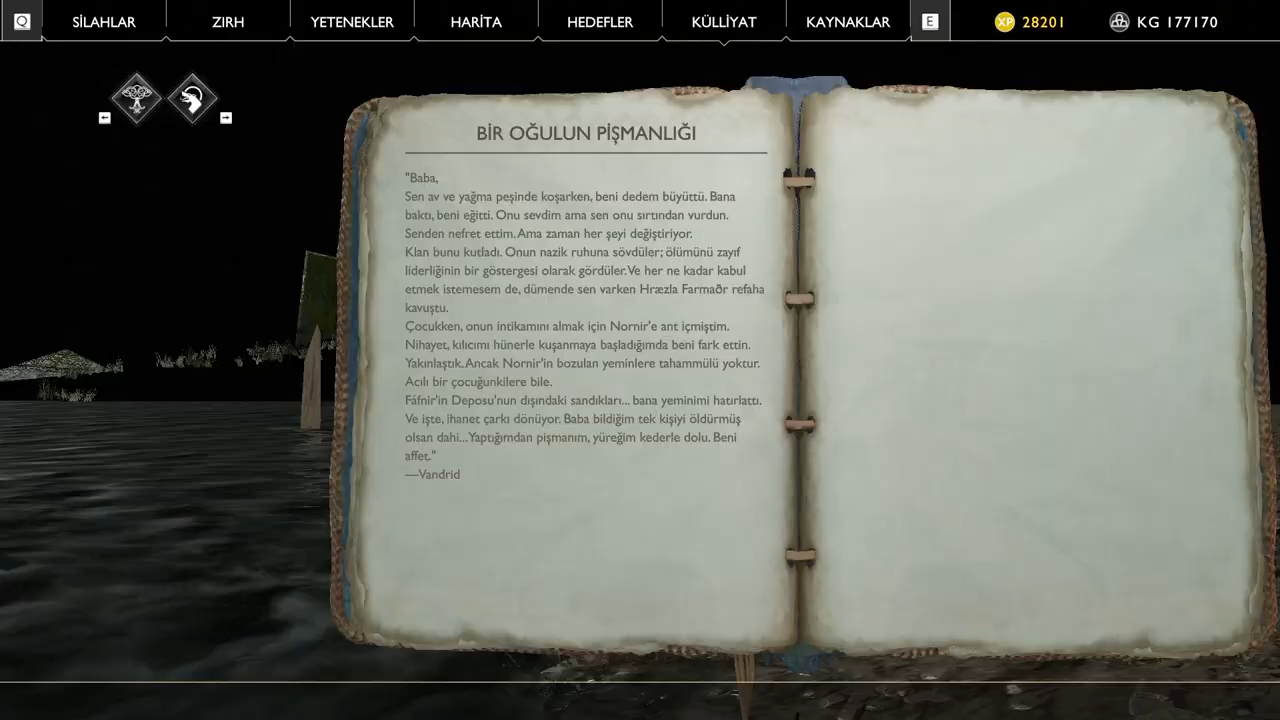 Q SİLAHLAR ZIRH YETENEKLER HARİTA HEDEFLER KÜLLİYAT KAYNAKLAR E XP 28201 KG 177170
BİR OĞULUN PİŞMANLIĞI
"Baba,
Sen av ve yağma peşinde koşarken, beni dedem büyüttü. Bana
baktı, beni eğitti. Onu sevdim ama sen onu sırtından vurdun.
Senden nefret ettim. Ama zaman her şeyi değiştiriyor.
Klan bunu kutladı. Onun nazik ruhuna sövdüler; ölümünü zayıf
liderliğinin bir göstergesi olarak gördüler. Ve her ne kadar kabul
etmek istemesem de, dümende sen varken Hræzla Farmaðr refaha
kavuştu.
Çocukken, onun intikamını almak için Nornir'e ant içmiştim.
Nihayet, kılıcımı hünerle kuşanmaya başladığımda beni fark ettin.
Yakınlaştık. Ancak Nornir'in bozulan yeminlere tahammülü yoktur.
Acılı bir çocuğunkilere bile.
Fáfnir'in Deposu'nun dışındaki sandıkları... bana yeminimi hatırlattı.
Ve işte, ihanet çarkı dönüyor. Baba bildiğim tek kişiyi öldürmüş
olsan dahi... Yaptığımdan pişmanım, yüreğim kederle dolu. Beni
affet."
—Vandrid